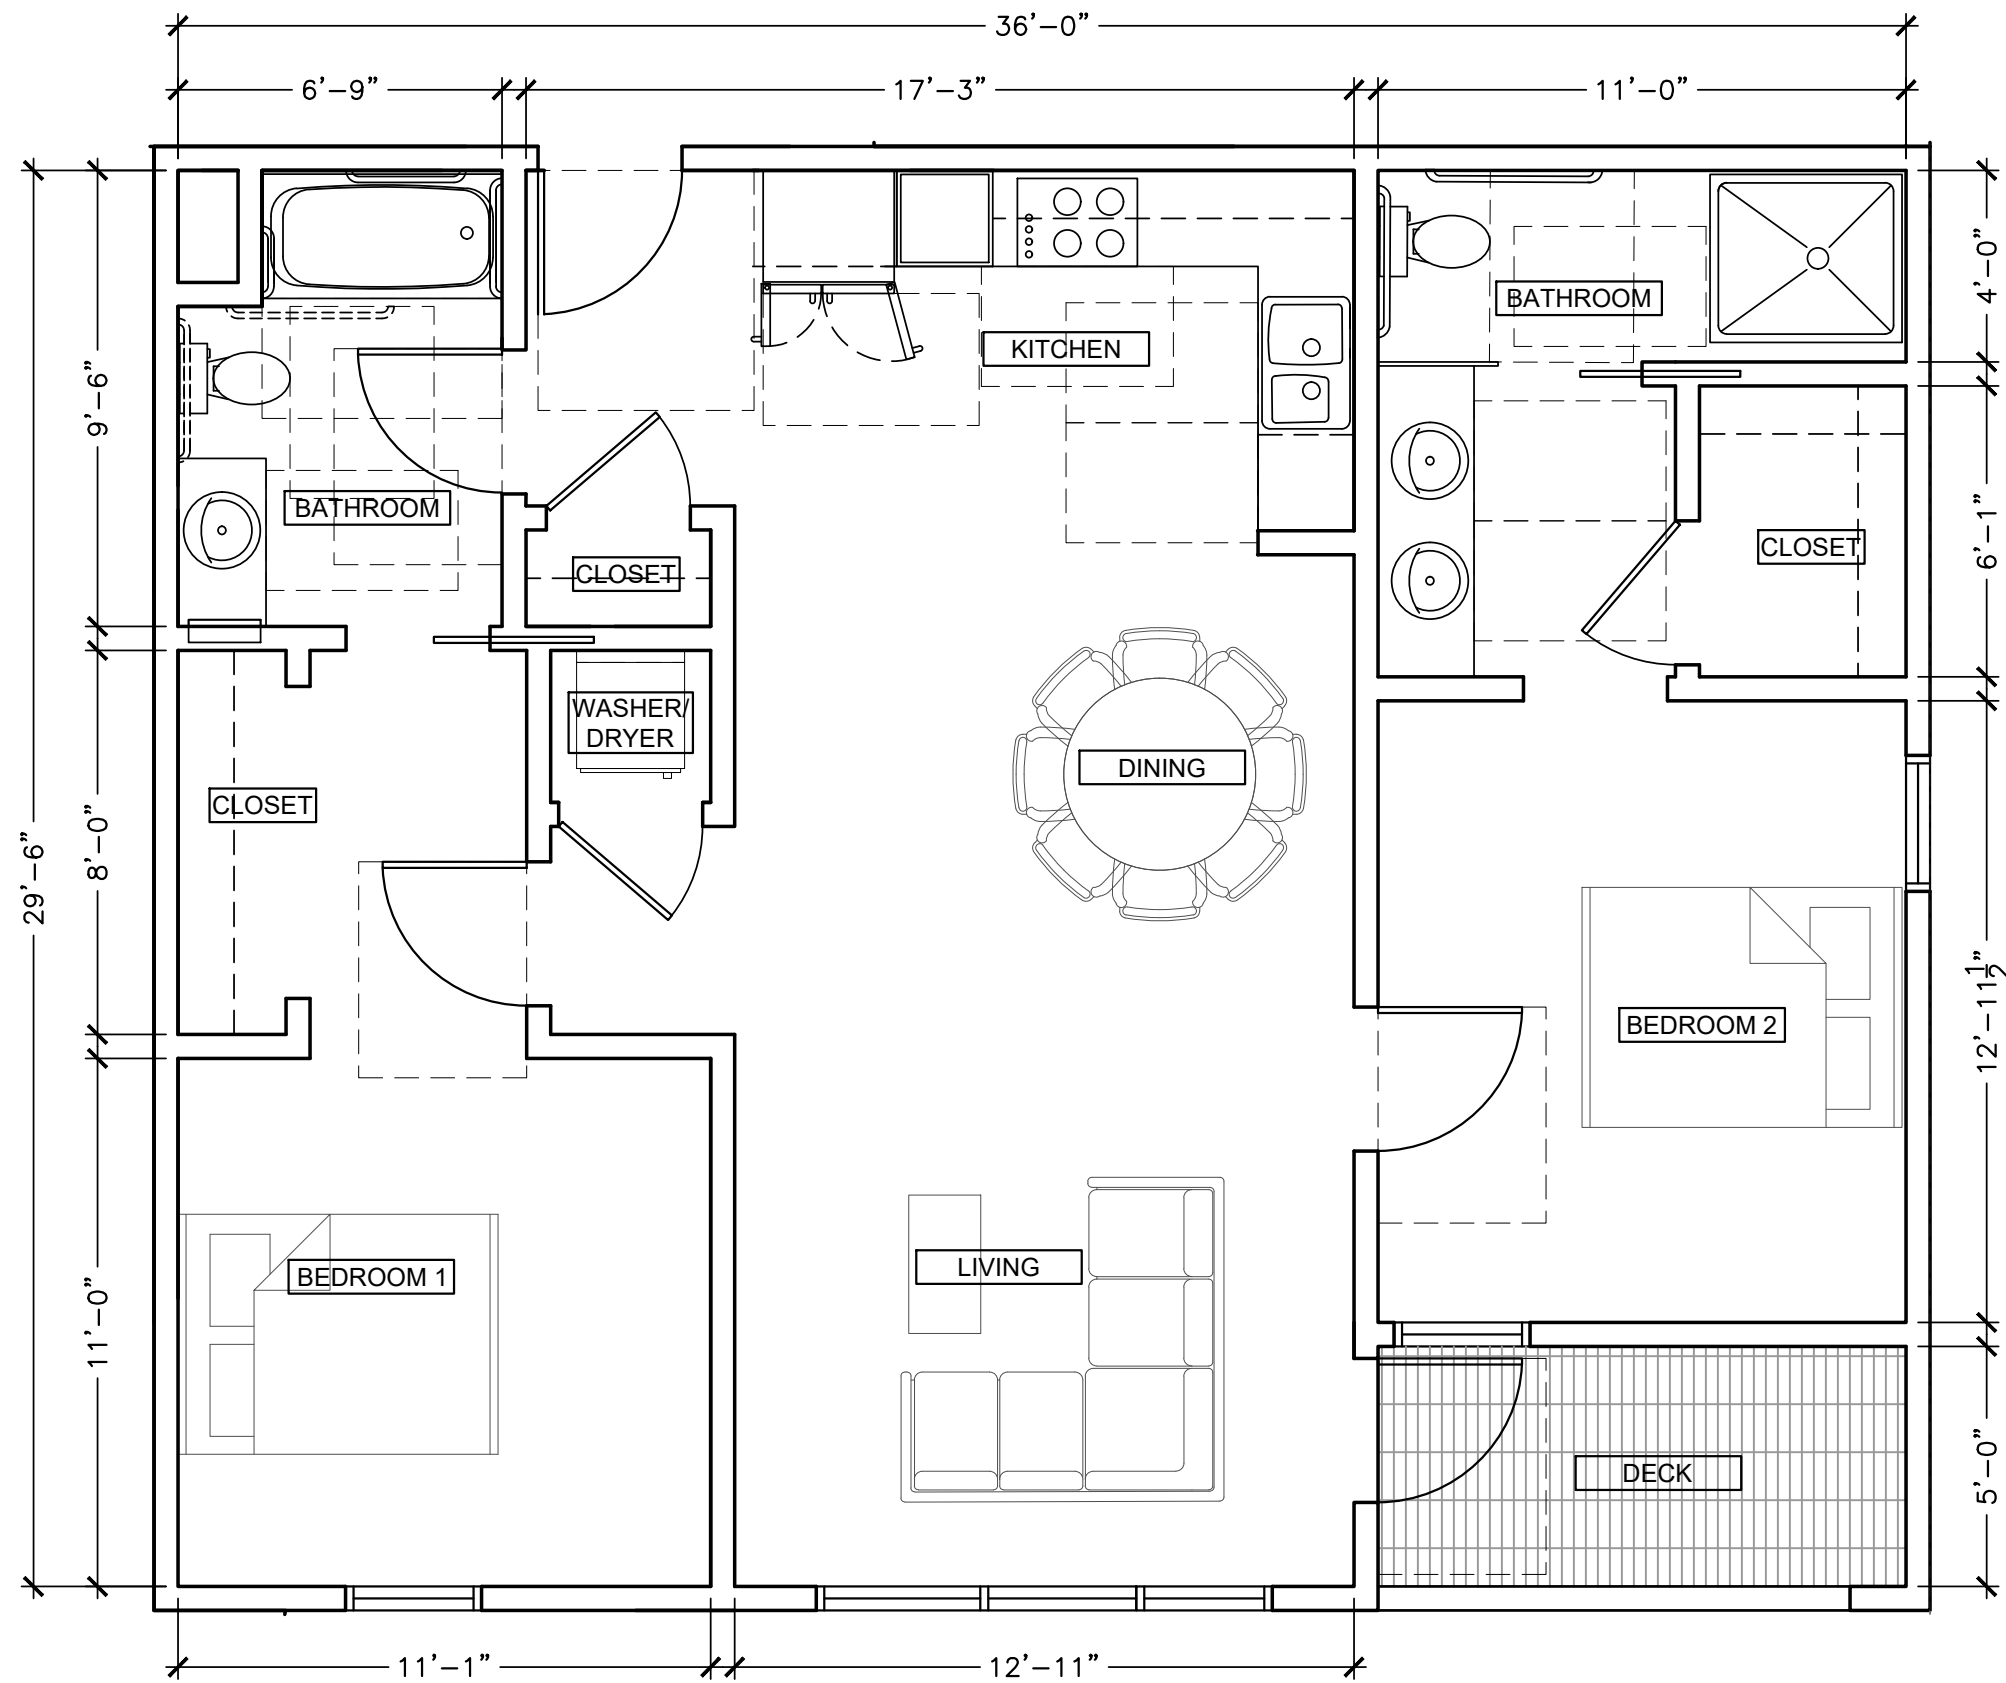 36'-0"
6'-9"
17'-3"
11'-0"
4'-0"
BATHROOM
KITCHEN
9'-6"
BATHROOM
CLOSET
CLOSET
6'-1"
WASHER/
DRYER
DINING
CLOSET
8'-0"
29'-6"
12'-11 1/2"
BEDROOM 2
LIVING
BEDROOM 1
11'-0"
DECK
5'-0"
11'-1"
12'-11"